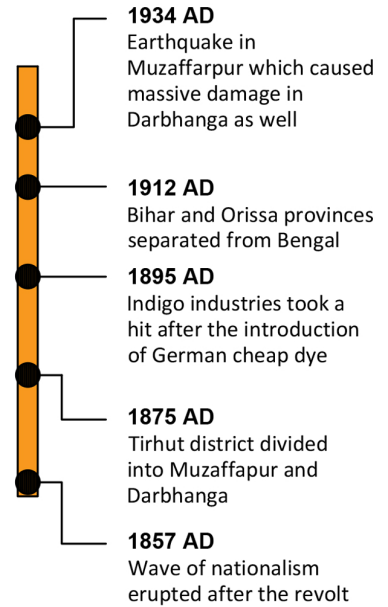 1934 AD
Earthquake in
Muzaffarpur which caused
massive damage in
Darbhanga as well
1912 AD
Bihar and Orissa provinces
separated from Bengal
1895 AD
Indigo industries took a
hit after the introduction
of German cheap dye
1875 AD
Tirhut district divided
into Muzaffapur and
Darbhanga
1857 AD
Wave of nationalism
erupted after the revolt